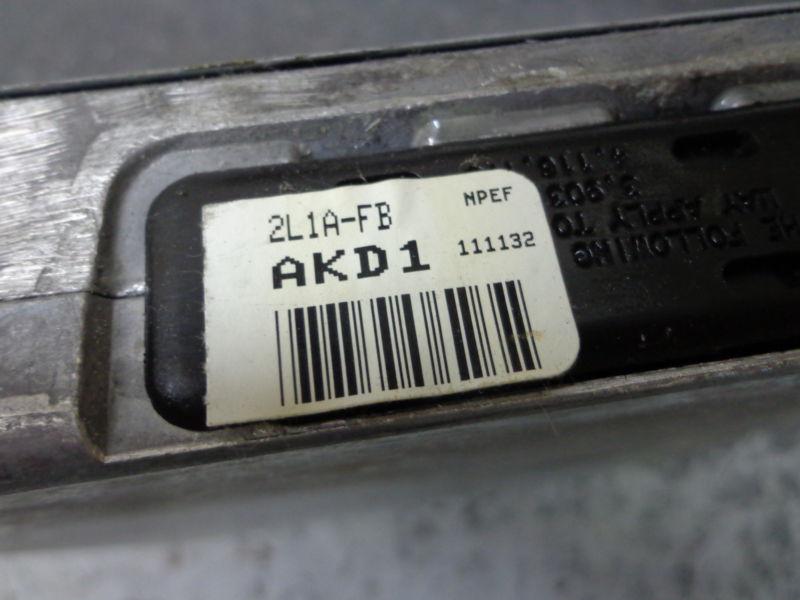 2L1A-FB
NPEF
AKD1
111132
THE FOLLOWING
MAY APPLY TO